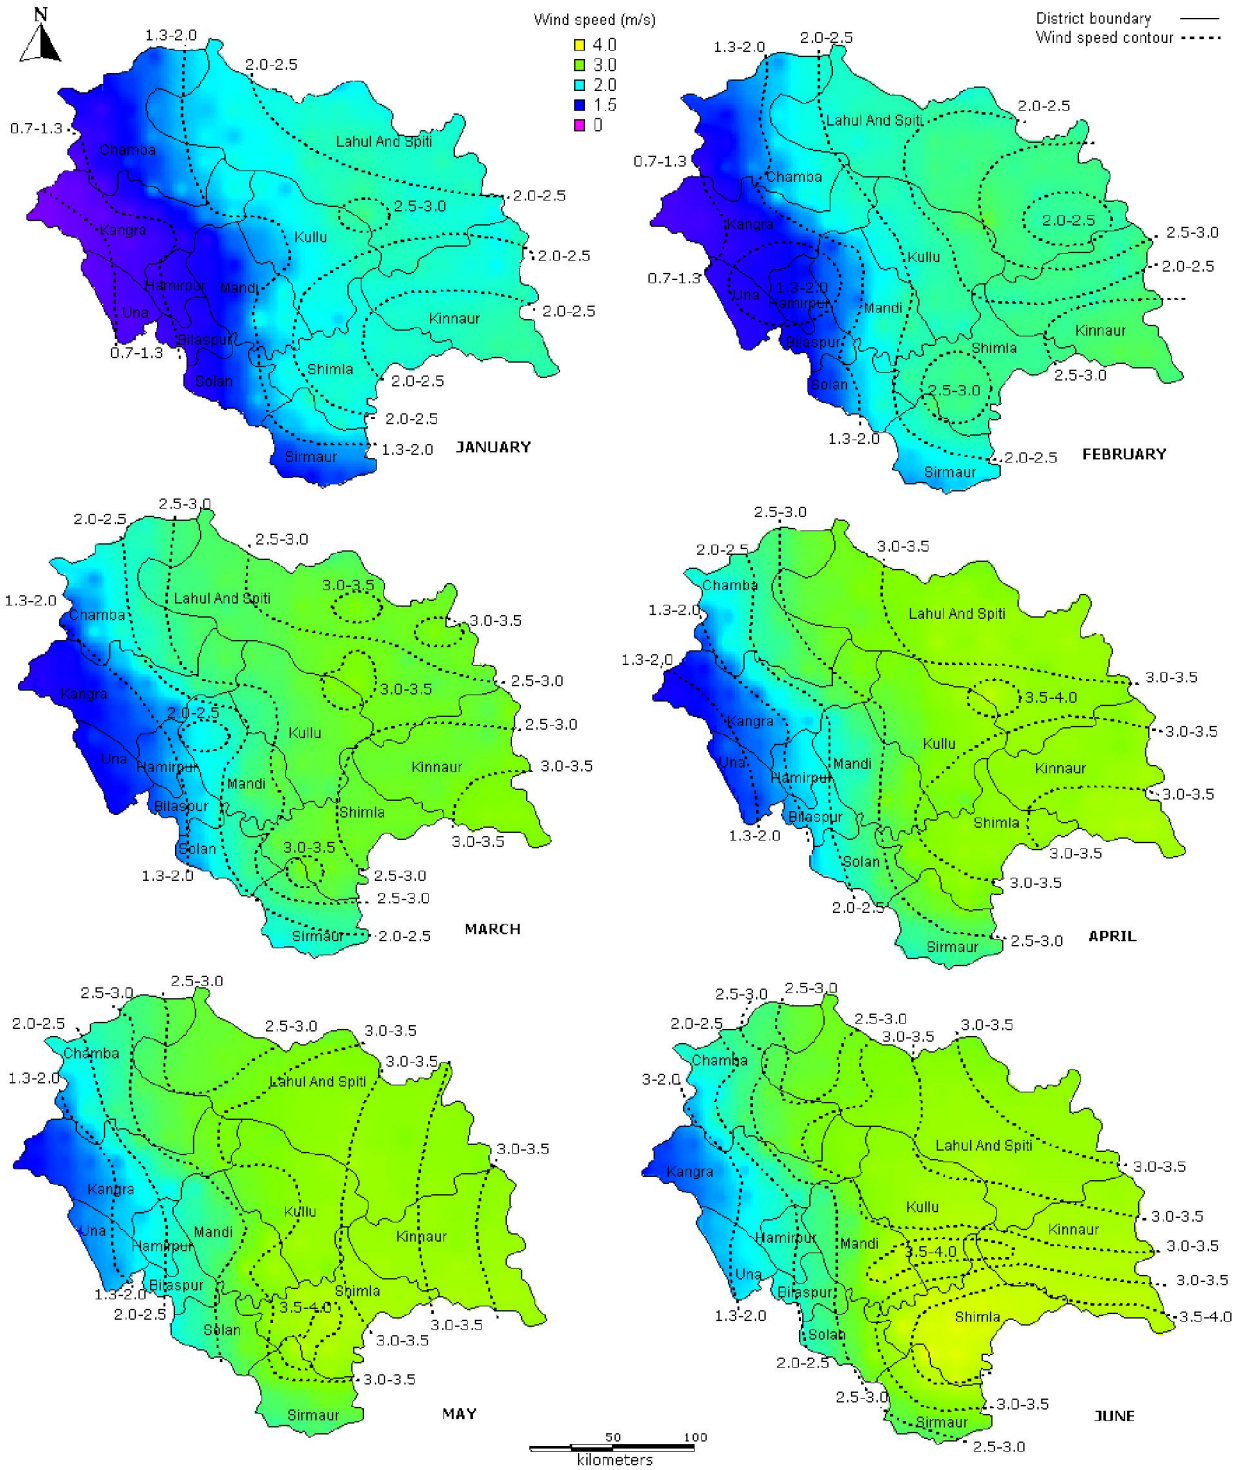 N
Wind speed (m/s)
4.0
3.0
2.0
1.5
0
District boundary
Wind speed contour
1.3-2.0
2.0-2.5
0.7-1.3
Chamba
Lahul And Spiti
2.0-2.5
2.5-3.0
Kangra
Kullu
2.0-2.5
Hamirpur
Mandi
Una
2.0-2.5
Kinnaur
0.7-1.3
Bilaspur
Shimla
Solan
2.0-2.5
2.0-2.5
1.3-2.0
Sirmaur
JANUARY
1.3-2.0
2.0-2.5
2.0-2.5
Lahul And Spiti
0.7-1.3
Chamba
Kangra
2.0-2.5
2.5-3.0
Kullu
2.0-2.5
0.7-1.3
1.3-2.0
Una
Hamirpur
Mandi
Kinnaur
Bilaspur
Shimla
2.5-3.0
Solan
2.5-3.0
1.3-2.0
2.0-2.5
Sirmaur
FEBRUARY
2.5-3.0
2.0-2.5
2.5-3.0
3.0-3.5
1.3-2.0
Lahul And Spiti
Chamba
3.0-3.5
2.5-3.0
Kangra
3.0-3.5
2.0-2.5
2.5-3.0
Kullu
Una
Hamirpur
Kinnaur
3.0-3.5
Mandi
Bilaspur
Shimla
3.0-3.5
Solan
3.0-3.5
1.3-2.0
2.5-3.0
2.5-3.0
Sirmaur
2.0-2.5
MARCH
2.5-3.0
2.0-2.5
3.0-3.5
Chamba
1.3-2.0
Lahul And Spiti
1.3-2.0
3.0-3.5
3.5-4.0
Kangra
3.0-3.5
Kullu
Una
Mandi
Kinnaur
Hamirpur
3.0-3.5
Bilaspur
Shimla
1.3-2.0
3.0-3.5
Solan
3.0-3.5
2.0-2.5
2.5-3.0
Sirmaur
APRIL
2.5-3.0
2.5-3.0
2.0-2.5
2.5-3.0
3.0-3.5
Chamba
3.0-3.5
1.3-2.0
Lahul And Spiti
3.0-3.5
Kangra
Kullu
Una
Mandi
Kinnaur
Hamirpur
Bilaspur
Shimla
1.3-2.0
2.0-2.5
3.5-4.0
3.0-3.5
Solan
3.0-3.5
3.0-3.5
Sirmaur
MAY
2.5-3.0
2.5-3.0
2.0-2.5
2.5-3.0
3.0-3.5
3.0-3.5
Chamba
3-2.0
Lahul And Spiti
3.0-3.5
Kangra
Kullu
3.0-3.5
Kinnaur
Hamirpur
Mandi
3.5-4.0
3.0-3.5
Una
3.0-3.5
Bilaspur
1.3-2.0
Shimla
3.5-4.0
Solan
2.0-2.5
2.5-3.0
3.0-3.5
Sirmaur
2.5-3.0
JUNE
50
100
kilometers